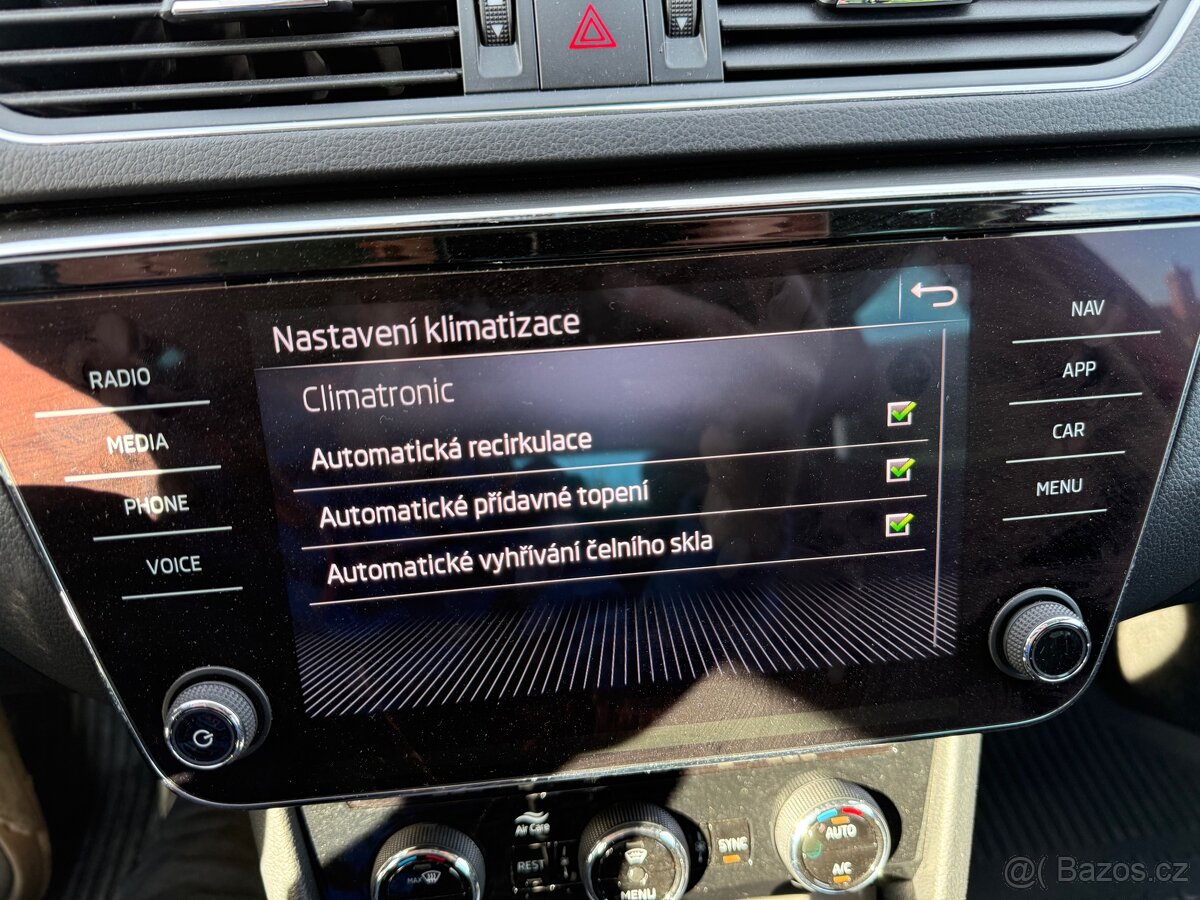 Nastavení klimatizace
Climatronic
Automatická recirkulace
Automatické přídavné topení
Automatické vyhřívání čelního skla
RADIO
MEDIA
PHONE
VOICE
NAV
APP
CAR
MENU
Air Care
REST
MAX
MENU
SYNC
AUTO
A/C
@( Bazos.cz